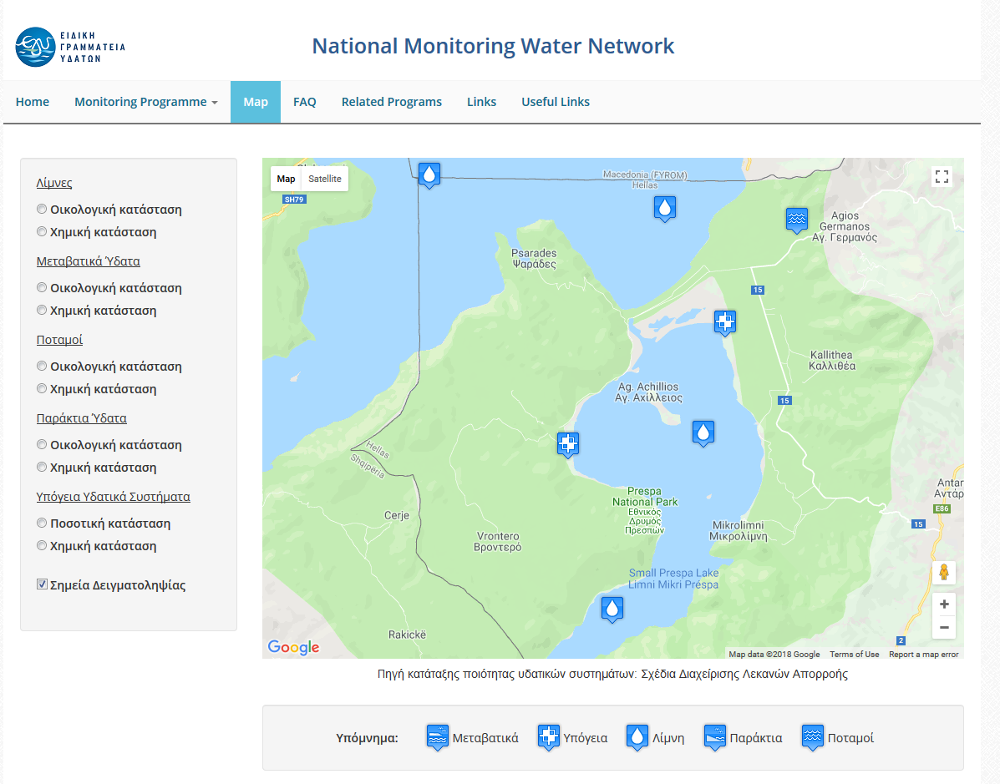 ΕΙΔΙΚΗ
ΓΡΑΜΜΑΤΕΙΑ
ΥΔΑΤΩΝ
National Monitoring Water Network
Home Monitoring Programme Map FAQ Related Programs Links Useful Links
Λίμνες
Οικολογική κατάσταση
Χημική κατάσταση
Μεταβατικά Ύδατα
Οικολογική κατάσταση
Χημική κατάσταση
Ποταμοί
Οικολογική κατάσταση
Χημική κατάσταση
Παράκτια Ύδατα
Οικολογική κατάσταση
Χημική κατάσταση
Υπόγεια Υδατικά Συστήματα
Ποσοτική κατάσταση
Χημική κατάσταση
Σημεία Δειγματοληψίας
Map Satellite
SH79
Macedonia (FYROM)
Hellas
Agios
Germanos
Αγ. Γερμανός
Psarades
Ψαράδες
15
Kallithea
Καλλιθέα
Ag. Achillios
Αγ. Αχίλλειος
15
Hellas
Shqiperia
Prespa
National Park
Εθνικός
Δρυμός
Πρεσπών
Antar
Αντάρ
E86
15
Cerje
Vrontero
Βροντερό
Mikrolimni
Μικρολίμνη
Small Prespa Lake
Limni Mikri Préspa
Rakickë
2
Google
Map data ©2018 Google Terms of Use Report a map error
Πηγή κατάταξης ποιότητας υδατικών συστημάτων: Σχέδια Διαχείρισης Λεκανών Απορροής
Υπόμνημα: Μεταβατικά Υπόγεια Λίμνη Παράκτια Ποταμοί